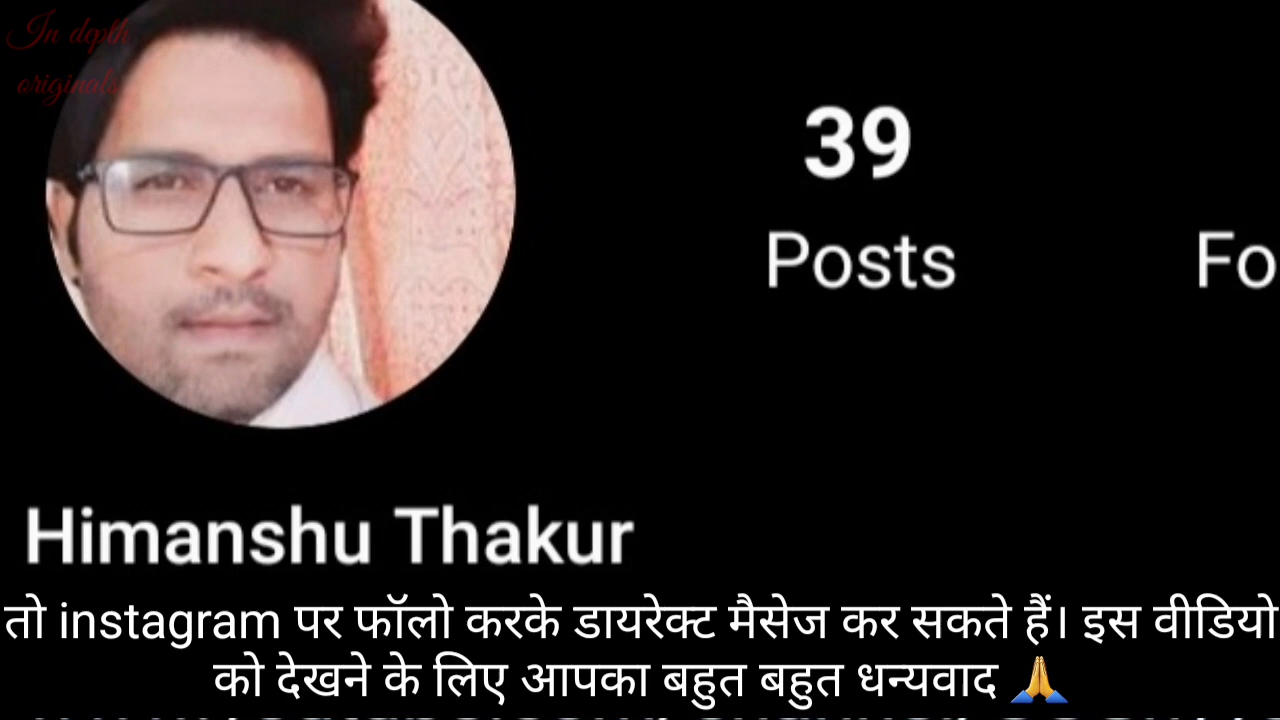 In depth
originals
39
Posts
Fo
Himanshu Thakur
तो instagram पर फॉलो करके डायरेक्ट मैसेज कर सकते हैं। इस वीडियो
को देखने के लिए आपका बहुत बहुत धन्यवाद 🙏